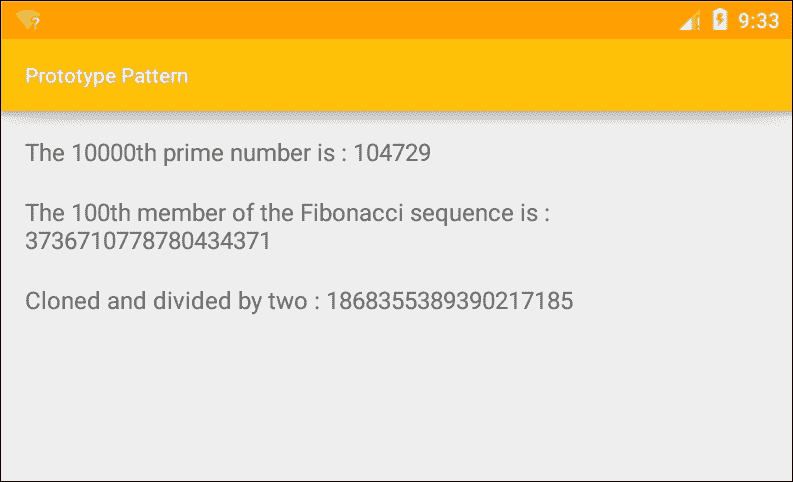 9:33
Prototype Pattern
The 10000th prime number is : 104729
The 100th member of the Fibonacci sequence is :
3736710778780434371
Cloned and divided by two : 1868355389390217185